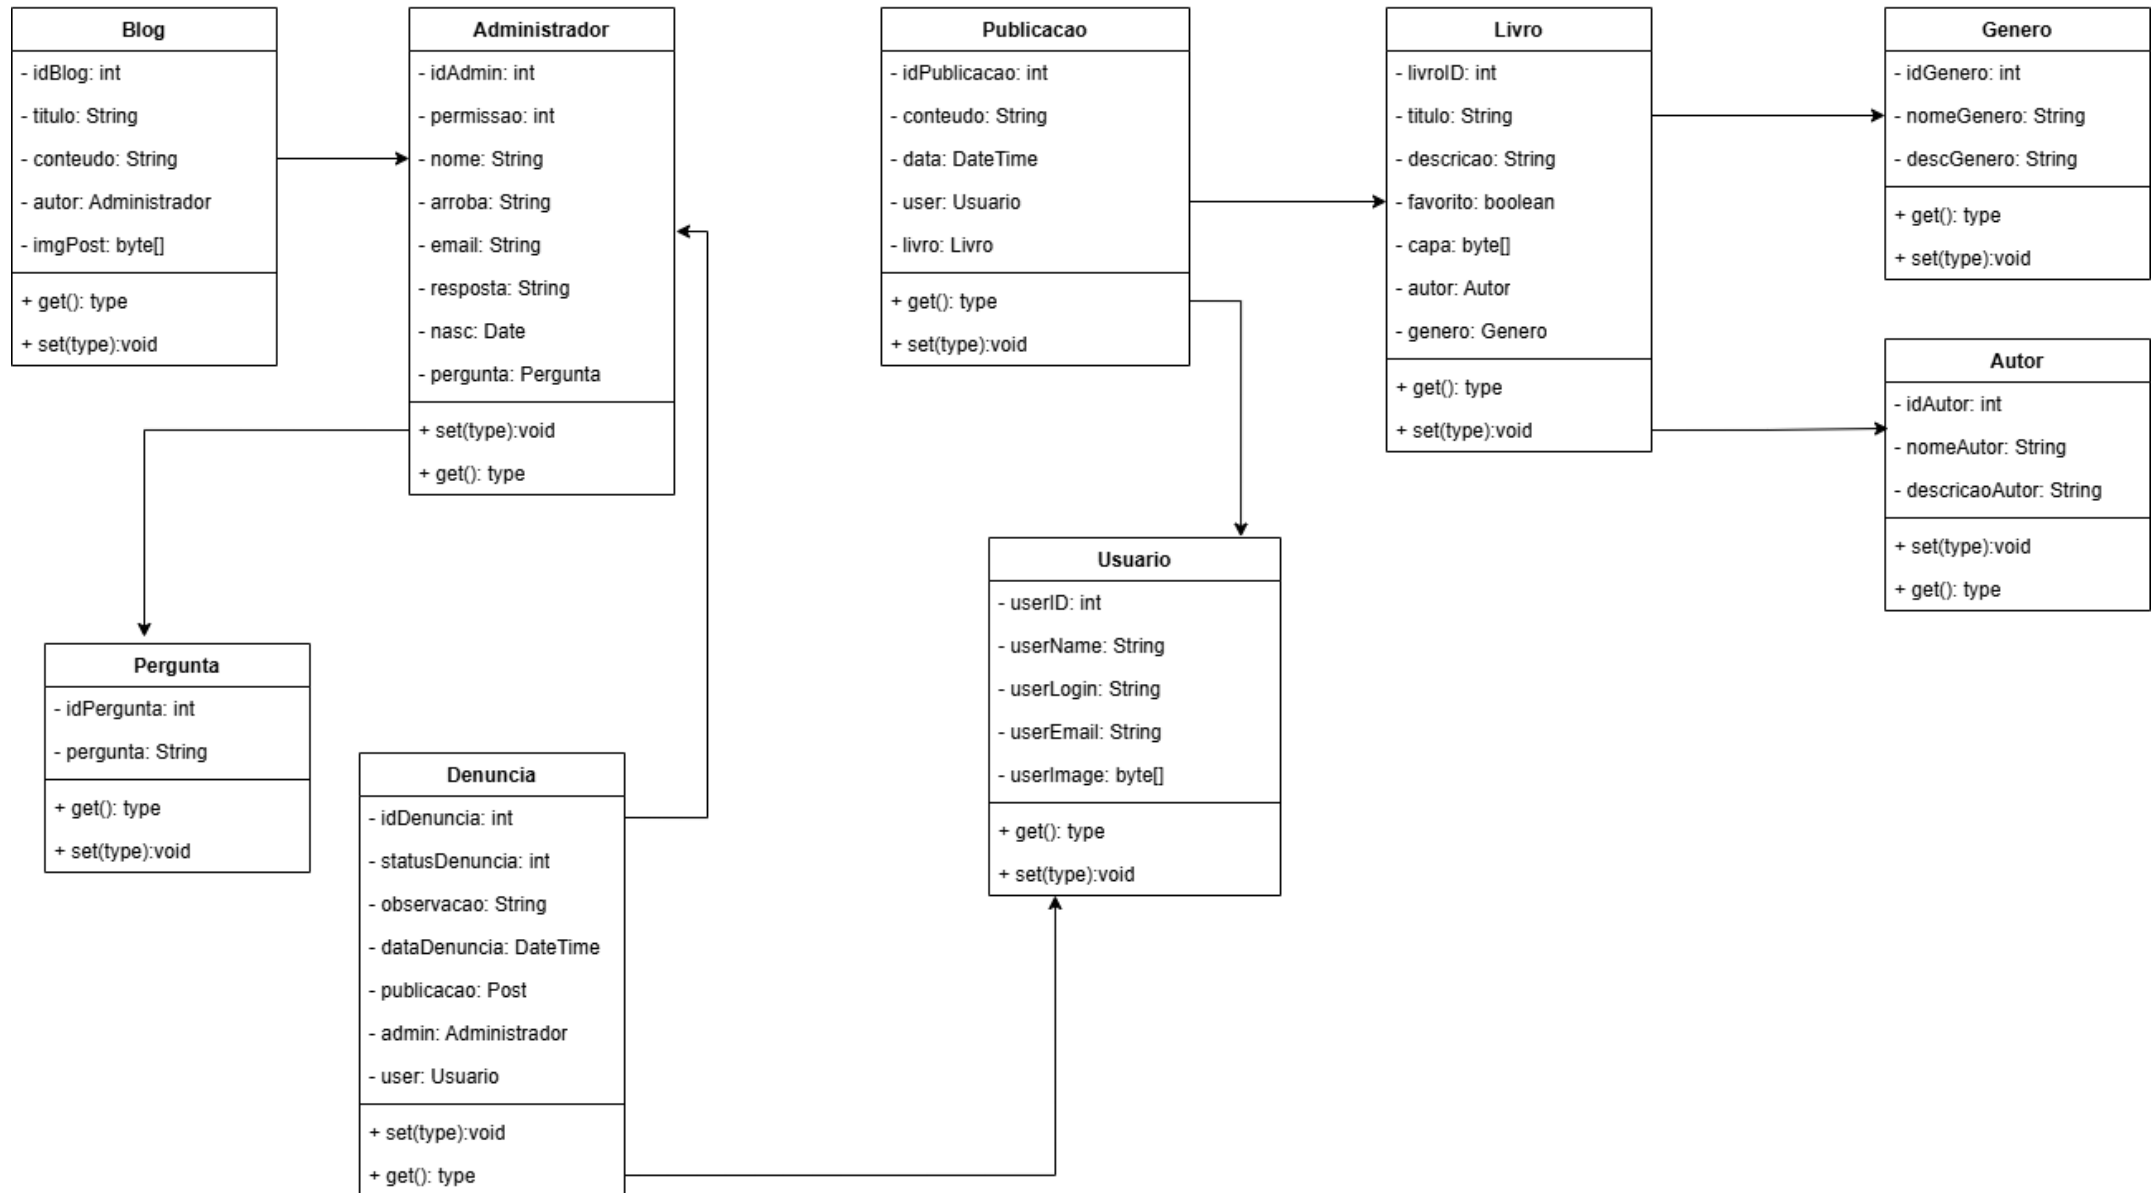 Blog
- idBlog: int
- titulo: String
- conteudo: String
- autor: Administrador
- imgPost: byte[]
+ get(): type
+ set(type):void
Administrador
- idAdmin: int
- permissao: int
- nome: String
- arroba: String
- email: String
- resposta: String
- nasc: Date
- pergunta: Pergunta
+ set(type):void
+ get(): type
Publicacao
- idPublicacao: int
- conteudo: String
- data: DateTime
- user: Usuario
- livro: Livro
+ get(): type
+ set(type):void
Livro
- livroID: int
- titulo: String
- descricao: String
- favorito: boolean
- capa: byte[]
- autor: Autor
- genero: Genero
+ get(): type
+ set(type):void
Genero
- idGenero: int
- nomeGenero: String
- descGenero: String
+ get(): type
+ set(type):void
Autor
- idAutor: int
- nomeAutor: String
- descricaoAutor: String
+ set(type):void
+ get(): type
Usuario
- userID: int
- userName: String
- userLogin: String
- userEmail: String
- userImage: byte[]
+ get(): type
+ set(type):void
Pergunta
- idPergunta: int
- pergunta: String
+ get(): type
+ set(type):void
Denuncia
- idDenuncia: int
- statusDenuncia: int
- observacao: String
- dataDenuncia: DateTime
- publicacao: Post
- admin: Administrador
- user: Usuario
+ set(type):void
+ get(): type